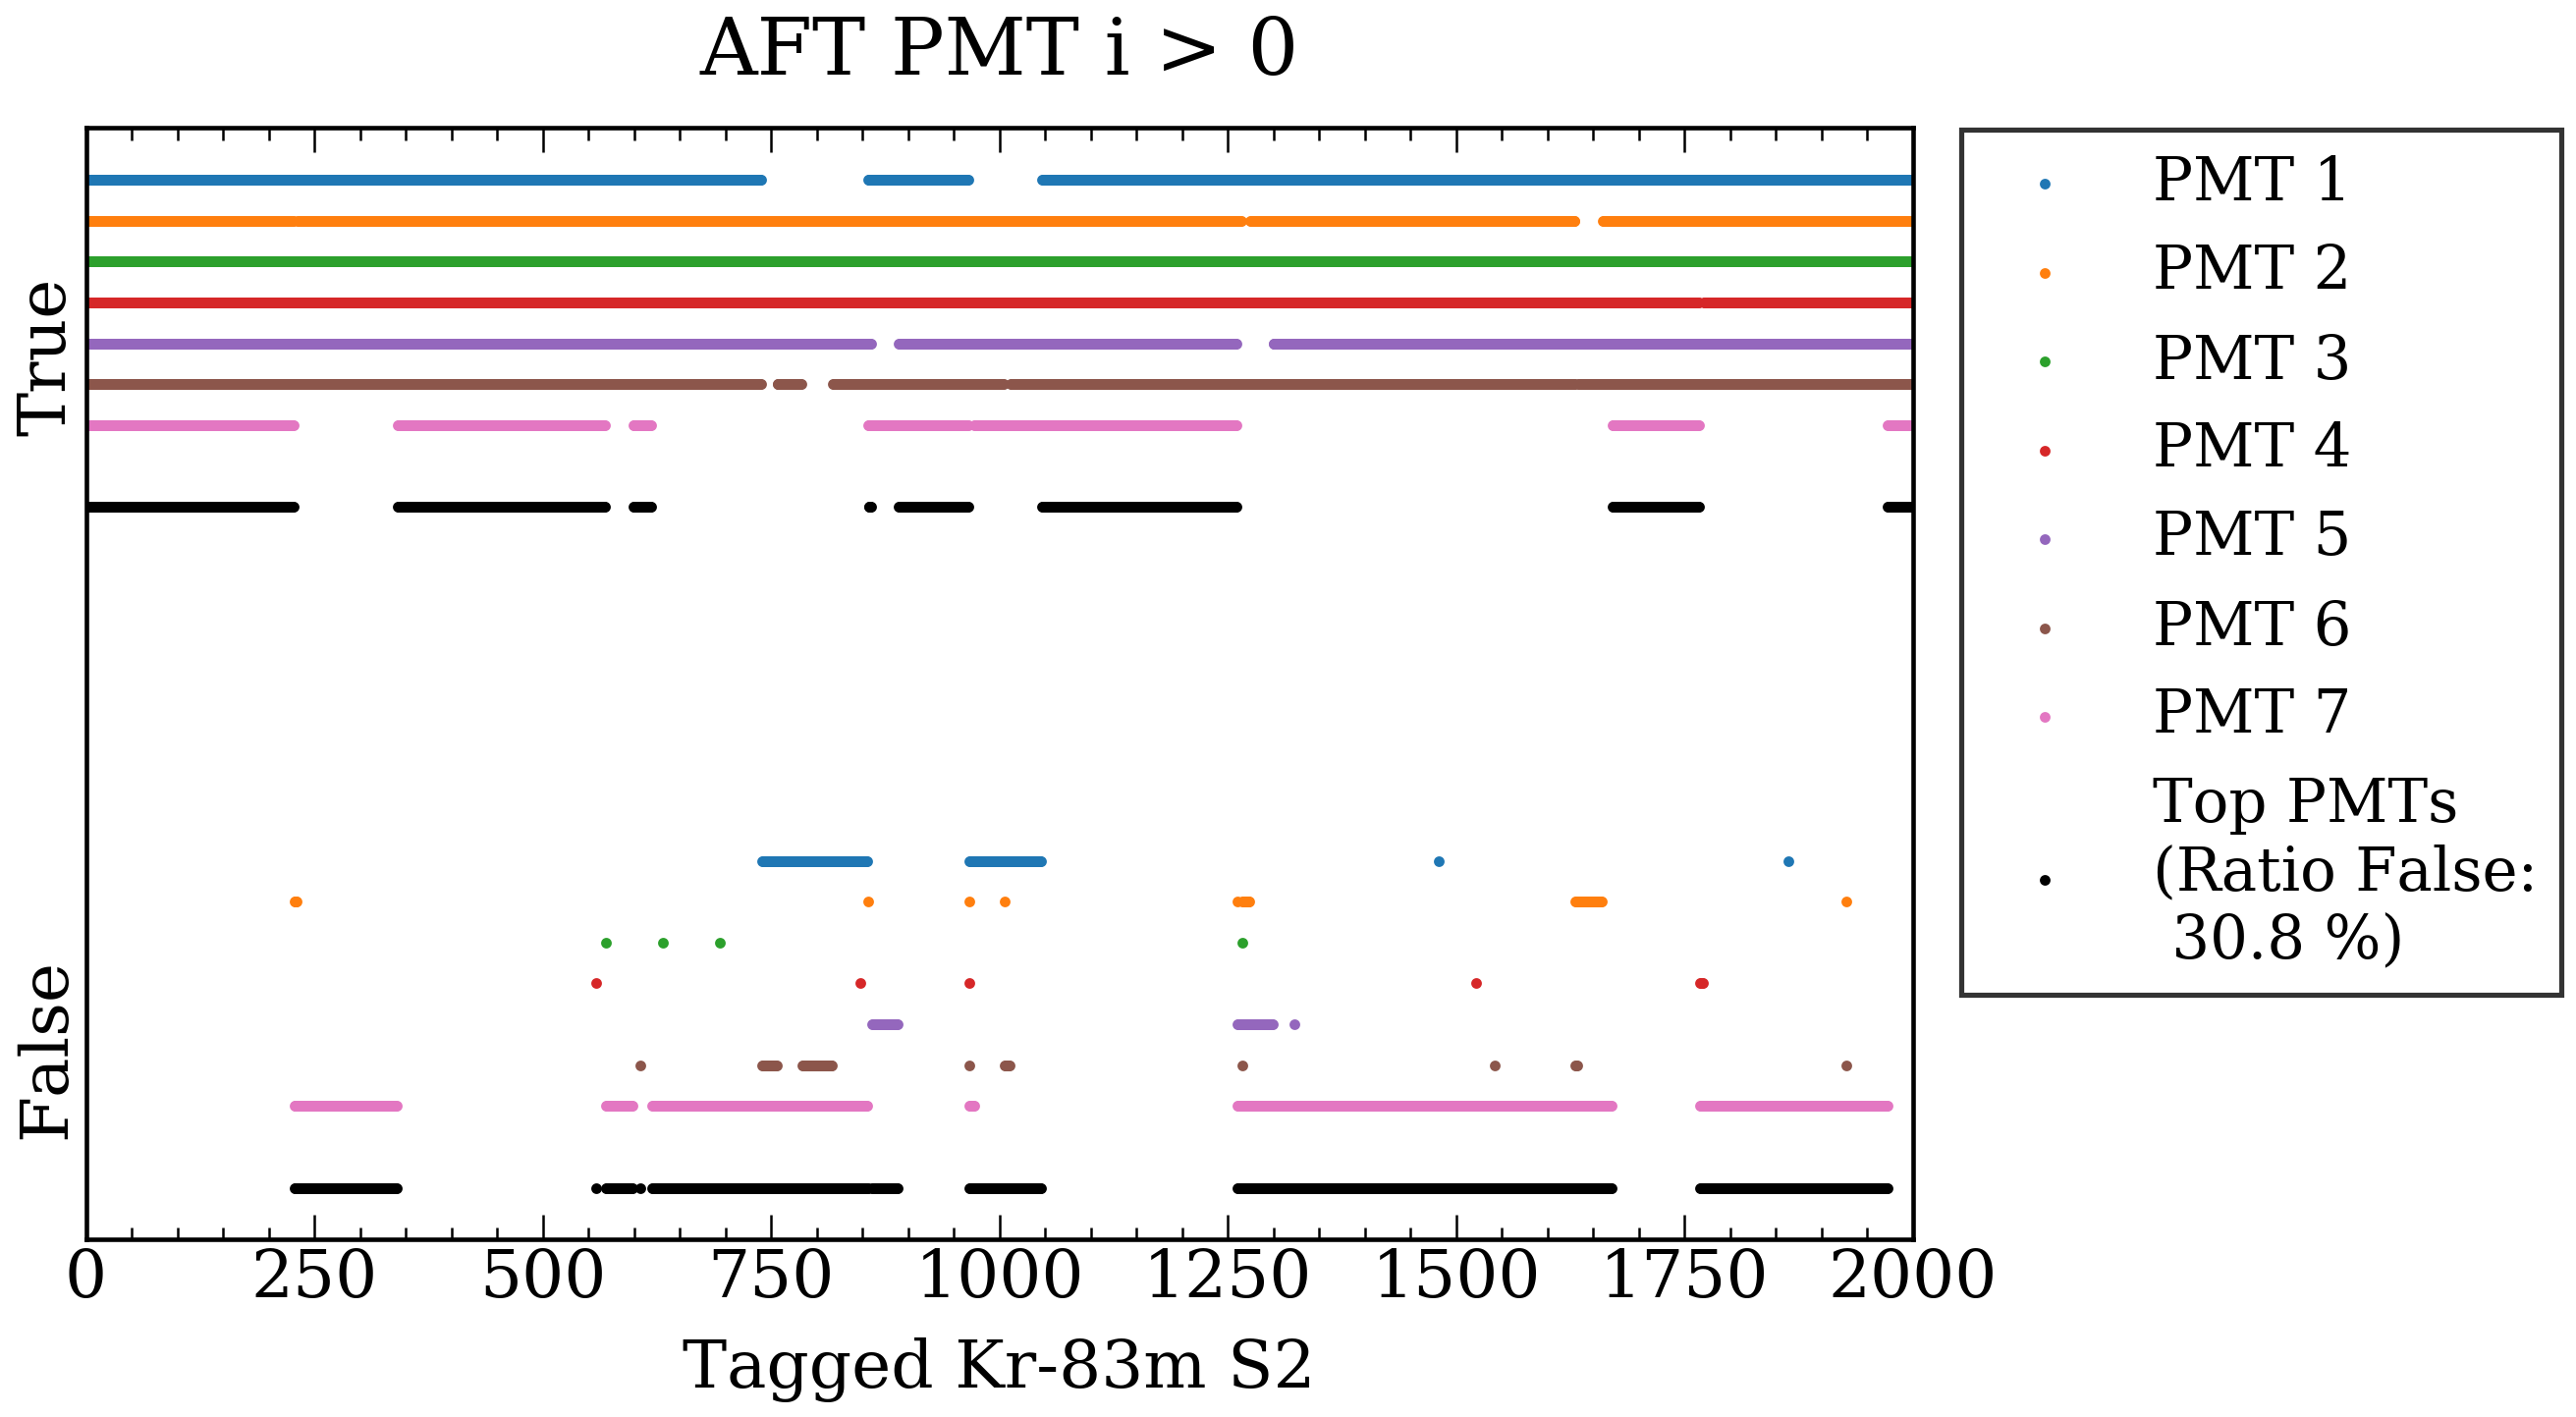 AFT PMT i > 0
True
False
0 250 500 750 1000 1250 1500 1750 2000
Tagged Kr-83m S2
PMT 1
PMT 2
PMT 3
PMT 4
PMT 5
PMT 6
PMT 7
Top PMTs
(Ratio False:
30.8 %)